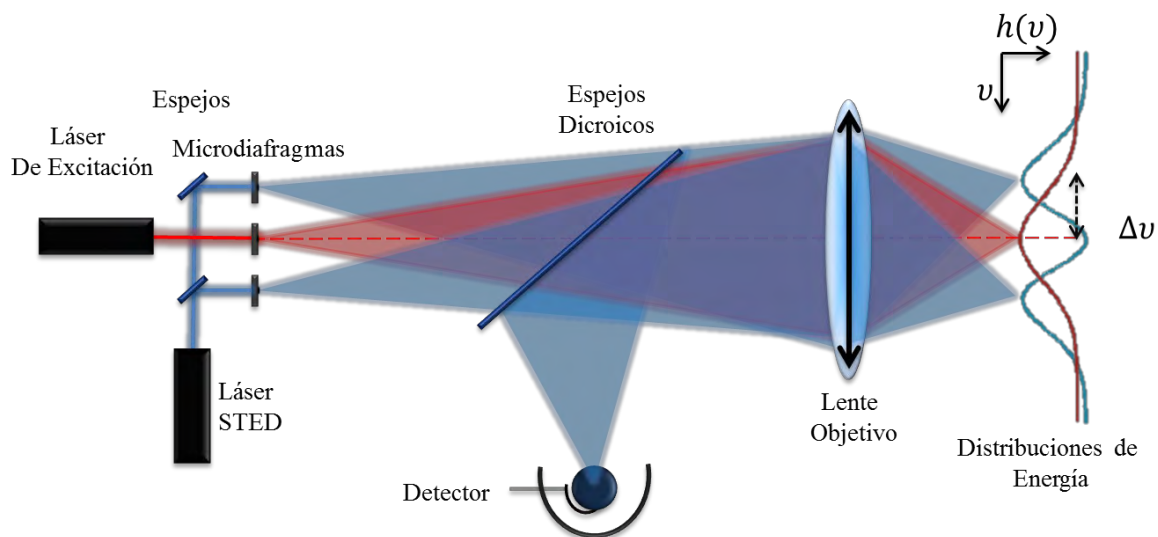 Espejos
Láser
De Excitación
Microdiafragmas
Espejos
Dicroicos
h(υ)
υ
Δυ
Láser
STED
Lente
Objetivo
Detector
Distribuciones de
Energía